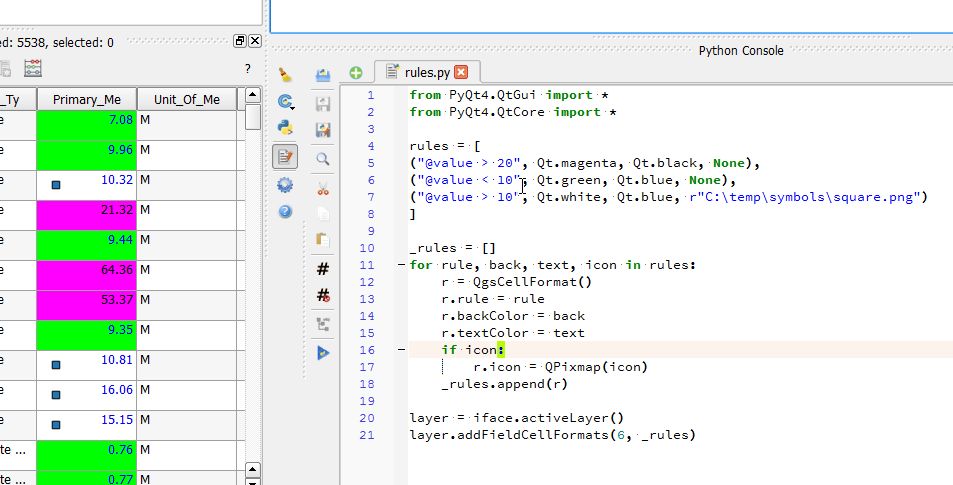 ed: 5538, selected: 0
?
_Ty Primary_Me Unit_Of_Me
e 7.08 M
e 9.96 M
e 10.32 M
e 21.32 M
e 9.44 M
e 64.36 M
e 53.37 M
e 9.35 M
e 10.81 M
e 16.06 M
e 15.15 M
te ... 0.76 M
te ... 0.77 M
Python Console
rules.py
1 from PyQt4.QtGui import *
2 from PyQt4.QtCore import *
3
4 rules = [
5 ("@value > 20", Qt.magenta, Qt.black, None),
6 ("@value < 10", Qt.green, Qt.blue, None),
7 ("@value > 10", Qt.white, Qt.blue, r"C:\temp\symbols\square.png")
8 ]
9
10 _rules = []
11 for rule, back, text, icon in rules:
12 r = QgsCellFormat()
13 r.rule = rule
14 r.backColor = back
15 r.textColor = text
16 if icon:
17 r.icon = QPixmap(icon)
18 _rules.append(r)
19
20 layer = iface.activeLayer()
21 layer.addFieldCellFormats(6, _rules)